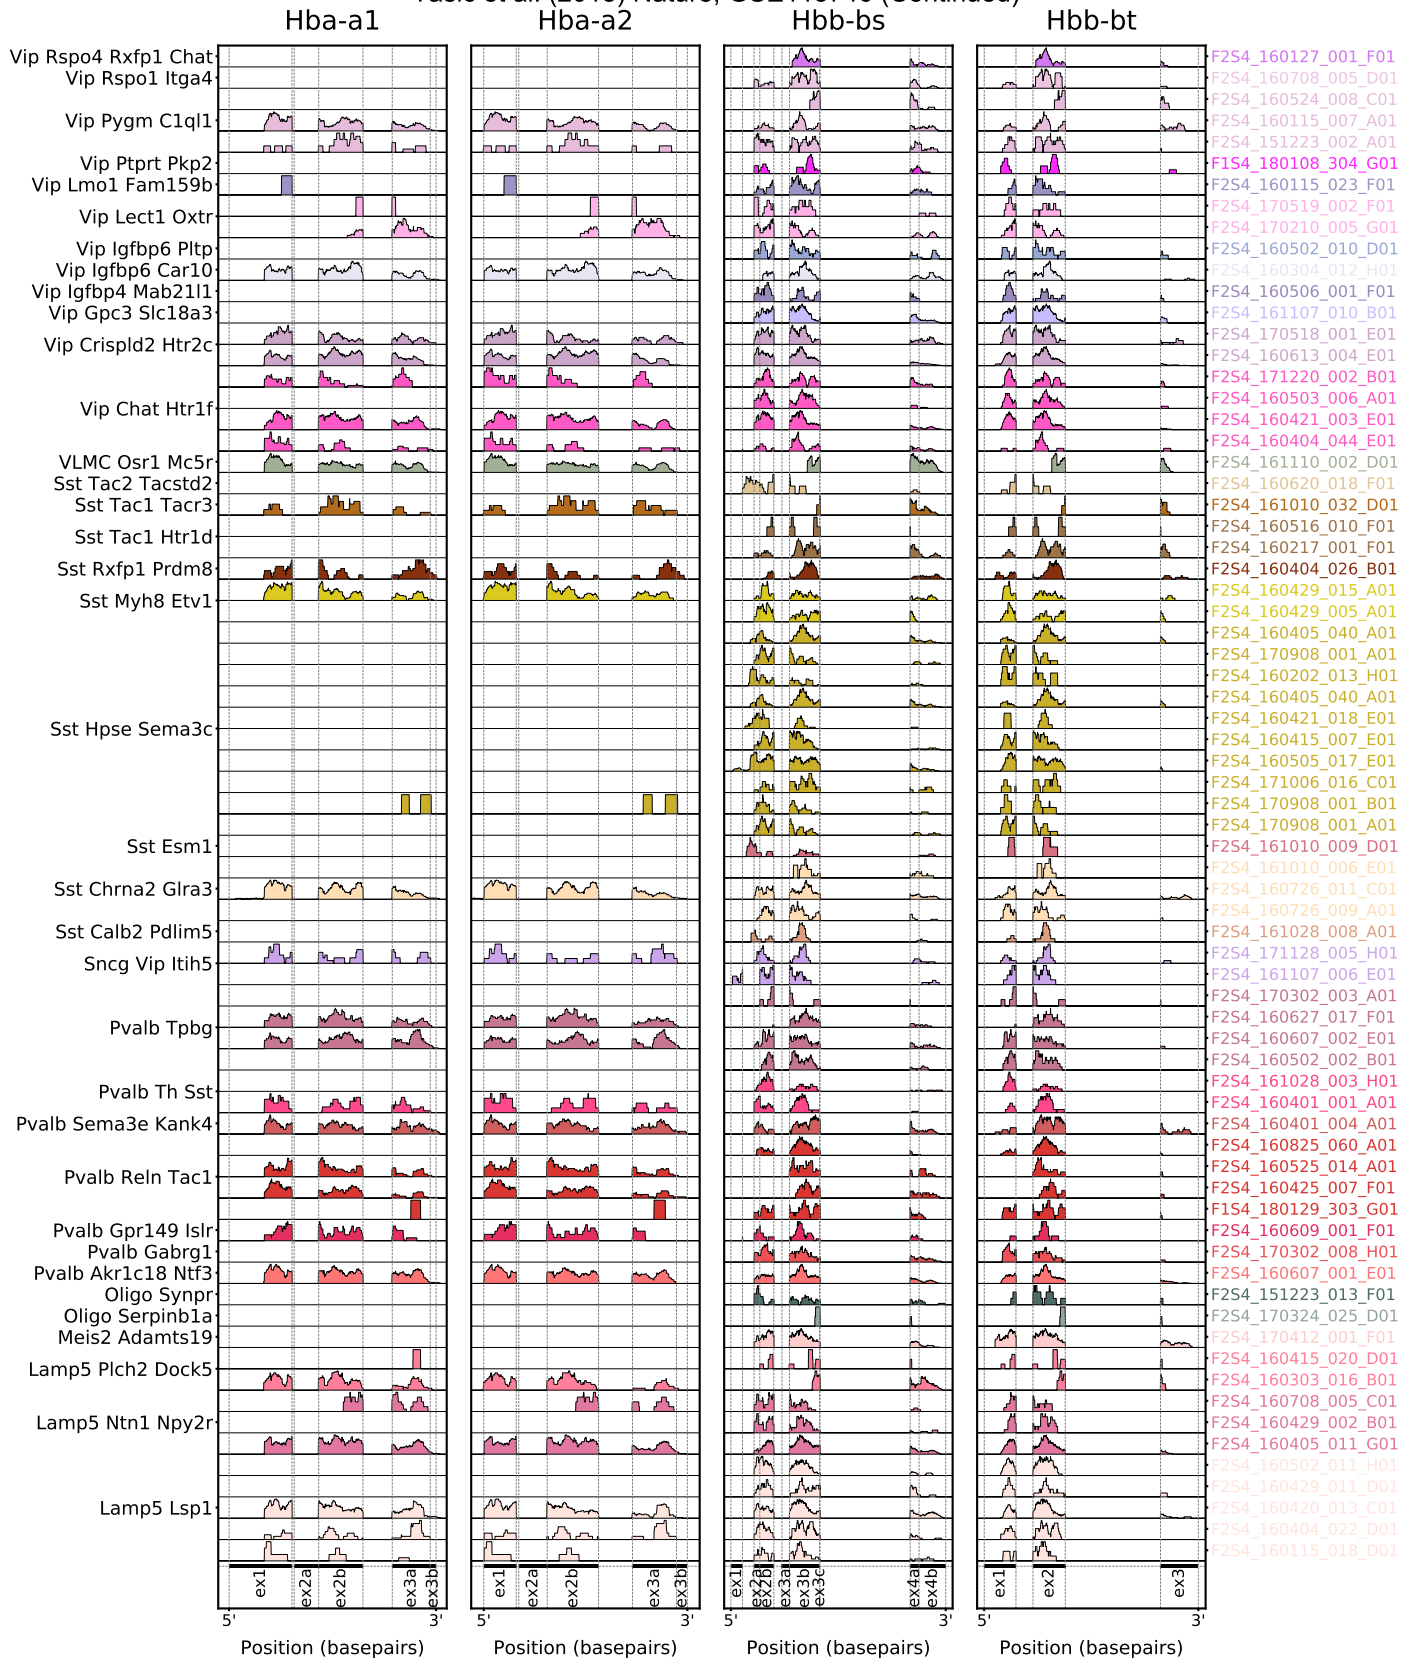 Hba-a1
Hba-a2
Hbb-bs
Hbb-bt
Vip Rspo4 Rxfp1 Chat
Vip Rspo1 Itga4
Vip Pygm C1ql1
Vip Ptprt Pkp2
Vip Lmo1 Fam159b
Vip Lect1 Oxtr
Vip Igfbp6 Pltp
Vip Igfbp6 Car10
Vip Igfbp4 Mab21l1
Vip Gpc3 Slc18a3
Vip Crispld2 Htr2c
Vip Chat Htr1f
VLMC Osr1 Mc5r
Sst Tac2 Tacstd2
Sst Tac1 Tacr3
Sst Tac1 Htr1d
Sst Rxfp1 Prdm8
Sst Myh8 Etv1
Sst Hpse Sema3c
Sst Esm1
Sst Chrna2 Glra3
Sst Calb2 Pdlim5
Sncg Vip Itih5
Pvalb Tpbg
Pvalb Th Sst
Pvalb Sema3e Kank4
Pvalb Reln Tac1
Pvalb Gpr149 Islr
Pvalb Gabrg1
Pvalb Akr1c18 Ntf3
Oligo Synpr
Oligo Serpinb1a
Meis2 Adamts19
Lamp5 Plch2 Dock5
Lamp5 Ntn1 Npy2r
Lamp5 Lsp1
F2S4_160127_001_F01
F2S4_160708_005_D01
F2S4_160524_008_C01
F2S4_160115_007_A01
F2S4_151223_002_A01
F1S4_180108_304_G01
F2S4_160115_023_F01
F2S4_170519_002_F01
F2S4_170210_005_G01
F2S4_160502_010_D01
F2S4_160304_012_H01
F2S4_160506_001_F01
F2S4_161107_010_B01
F2S4_170518_001_E01
F2S4_160613_004_E01
F2S4_171220_002_B01
F2S4_160503_006_A01
F2S4_160421_003_E01
F2S4_160404_044_E01
F2S4_161110_002_D01
F2S4_160620_018_F01
F2S4_161010_032_D01
F2S4_160516_010_F01
F2S4_160217_001_F01
F2S4_160404_026_B01
F2S4_160429_015_A01
F2S4_160429_005_A01
F2S4_160405_040_A01
F2S4_170908_001_A01
F2S4_160202_013_H01
F2S4_160405_040_A01
F2S4_160421_018_E01
F2S4_160415_007_E01
F2S4_160505_017_E01
F2S4_171006_016_C01
F2S4_170908_001_B01
F2S4_170908_001_A01
F2S4_161010_009_D01
F2S4_161010_006_E01
F2S4_160726_011_C01
F2S4_160726_009_A01
F2S4_161028_008_A01
F2S4_171128_005_H01
F2S4_161107_006_E01
F2S4_170302_003_A01
F2S4_160627_017_F01
F2S4_160607_002_E01
F2S4_160502_002_B01
F2S4_161028_003_H01
F2S4_160401_001_A01
F2S4_160401_004_A01
F2S4_160825_060_A01
F2S4_160525_014_A01
F2S4_160425_007_F01
F1S4_180129_303_G01
F2S4_160609_001_F01
F2S4_170302_008_H01
F2S4_160607_001_E01
F2S4_151223_013_F01
F2S4_170324_025_D01
F2S4_170412_001_F01
F2S4_160415_020_D01
F2S4_160303_016_B01
F2S4_160708_005_C01
F2S4_160429_002_B01
F2S4_160405_011_G01
F2S4_160502_011_H01
F2S4_160429_011_D01
F2S4_160420_013_C01
F2S4_160404_022_D01
F2S4_160115_018_D01
ex1 ex2a ex2b ex3a ex3b
ex1 ex2a ex2b ex3a ex3b
ex1 ex2a ex2b ex3a ex3b ex3c ex4a ex4b
ex1 ex2 ex3
5' 3'
5' 3'
5' 3'
5' 3'
Position (basepairs)
Position (basepairs)
Position (basepairs)
Position (basepairs)